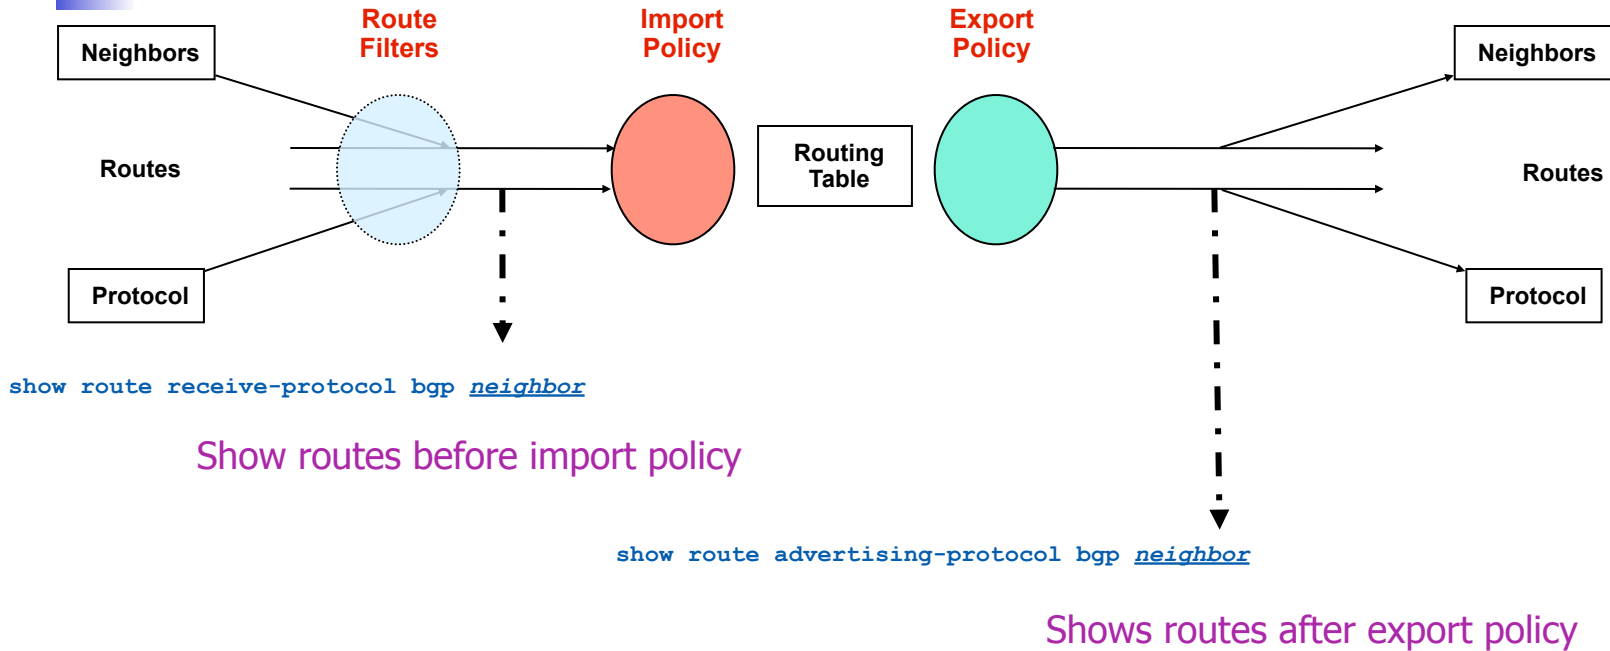 Route
Filters
Import
Policy
Export
Policy
Neighbors
Neighbors
Routes
Routing
Table
Routes
Protocol
Protocol
show route receive-protocol bgp neighbor
Show routes before import policy
show route advertising-protocol bgp neighbor
Shows routes after export policy